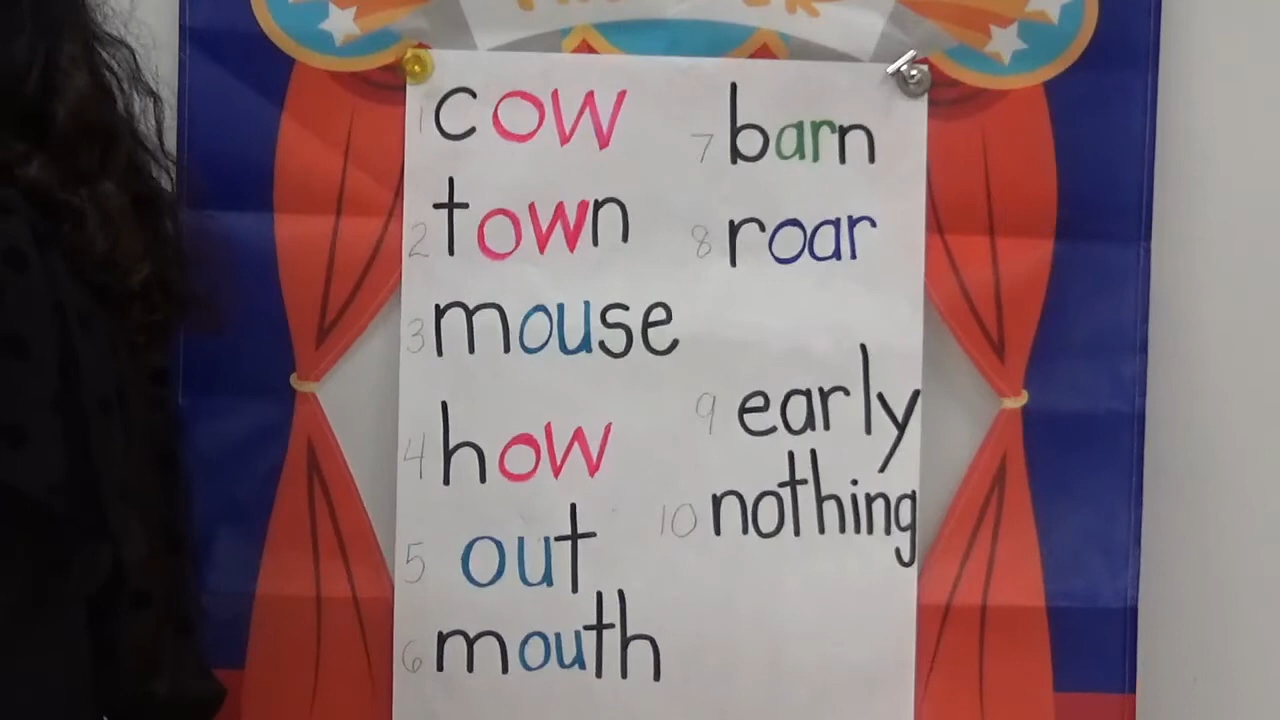 1 cow
2 town
3 mouse
4 how
5 out
6 mouth
7 barn
8 roar
9 early
10 nothing